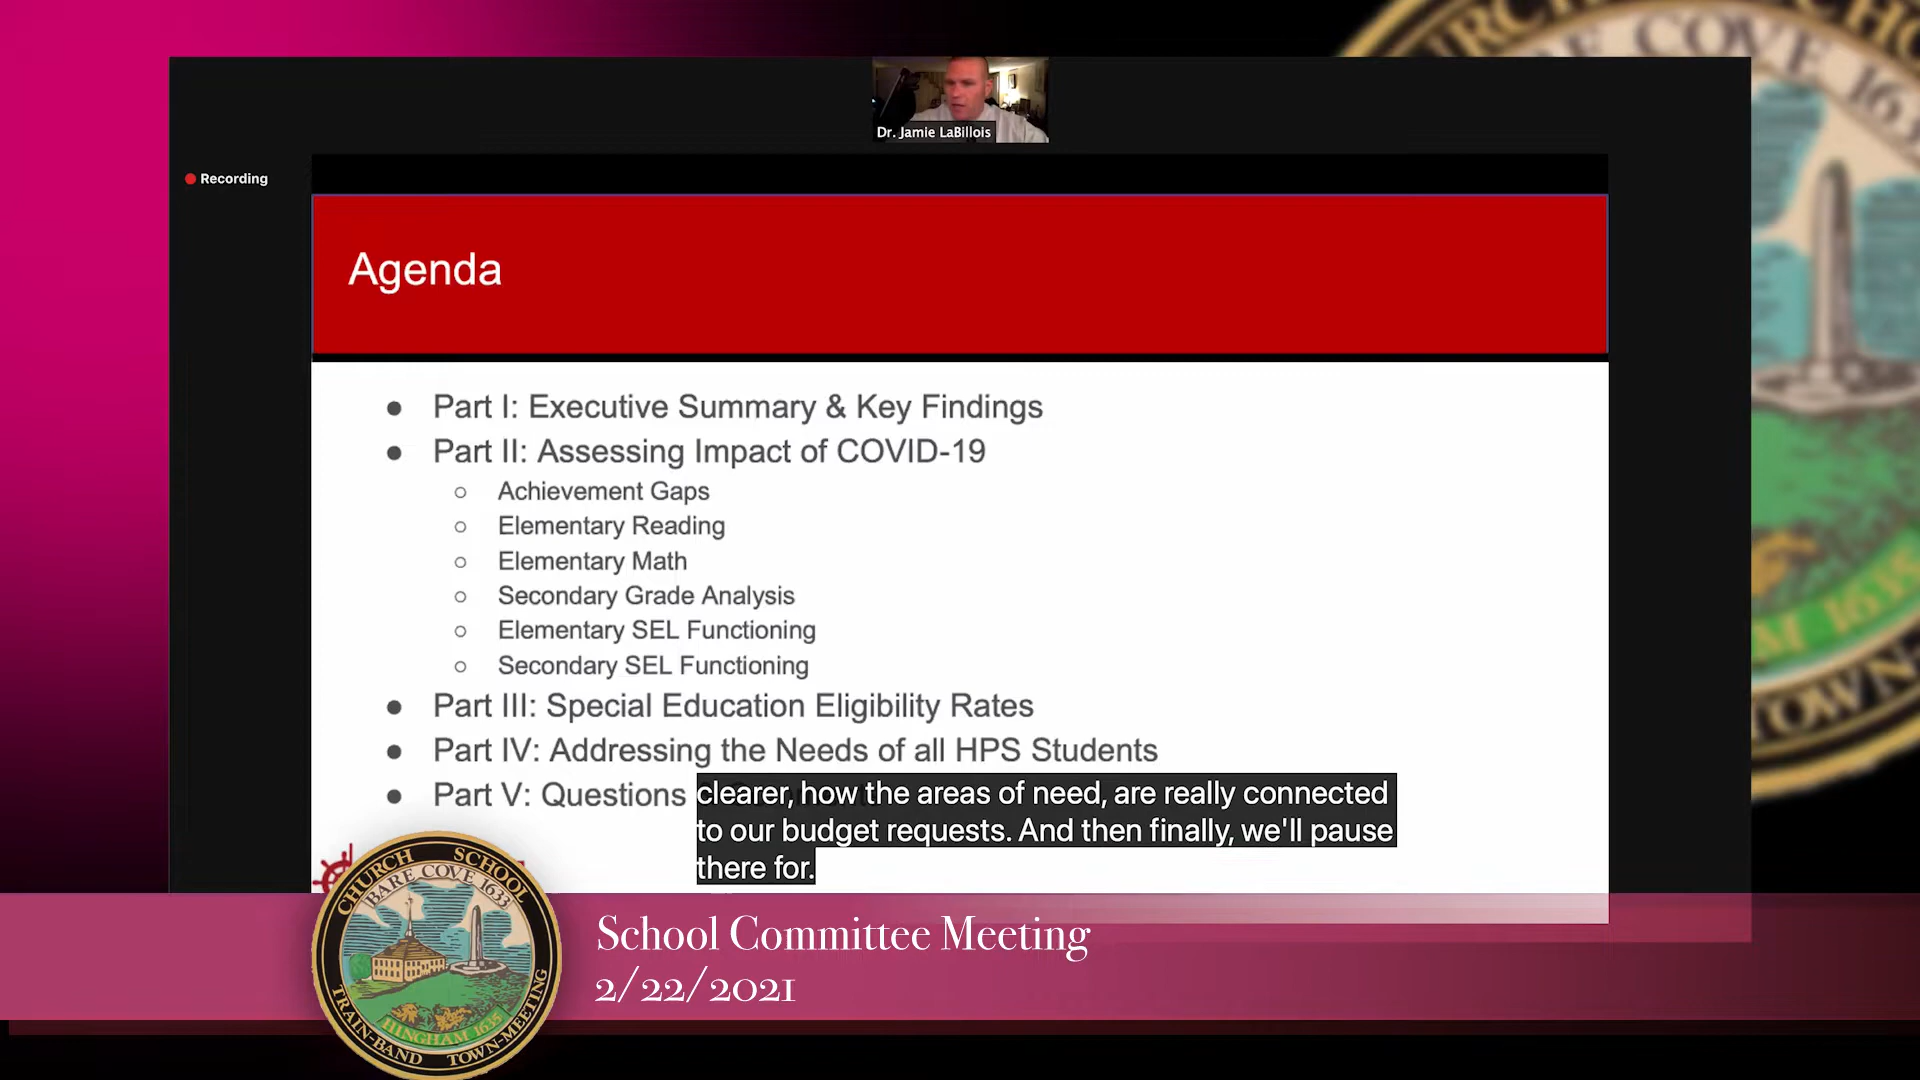 Dr. Jamie LaBillois
Recording
Agenda
Part I: Executive Summary & Key Findings
Part II: Assessing Impact of COVID-19
Achievement Gaps
Elementary Reading
Elementary Math
Secondary Grade Analysis
Elementary SEL Functioning
Secondary SEL Functioning
Part III: Special Education Eligibility Rates
Part IV: Addressing the Needs of all HPS Students
Part V: Questions
clearer, how the areas of need, are really connected
to our budget requests. And then finally, we'll pause
there for.
School Committee Meeting
2/22/2021
CHURCH SCHOOL
BARE COVE 1633
HINGHAM 1635
TRAIN-BAND TOWN-MEETING